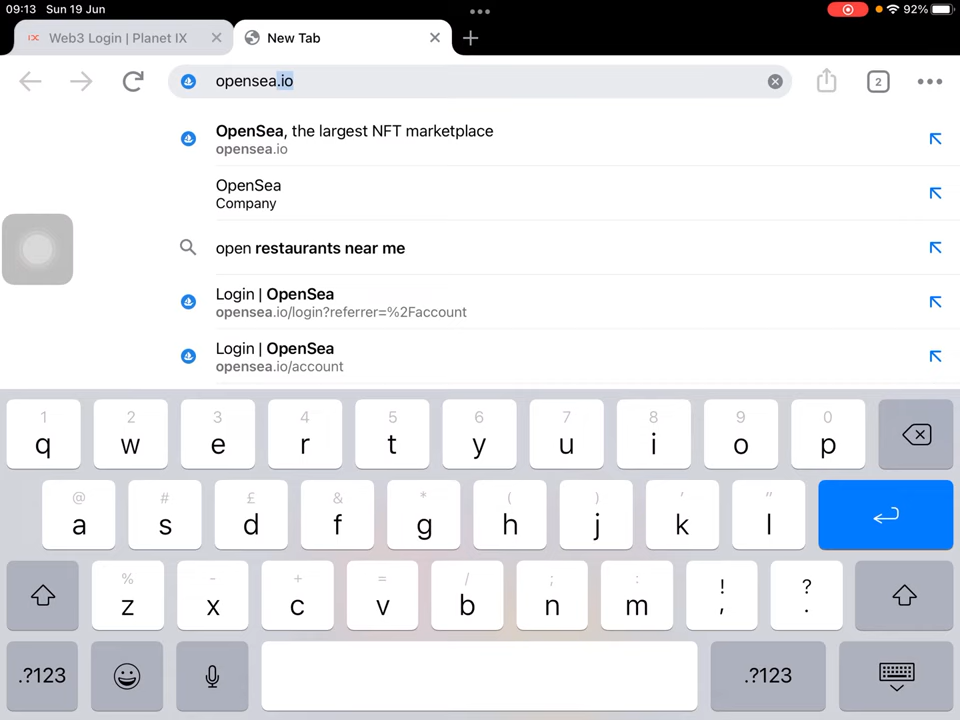 09:13 Sun 19 Jun
92%
Web3 Login | Planet IX
New Tab
opensea.io
2
OpenSea, the largest NFT marketplace
opensea.io
OpenSea
Company
open restaurants near me
Login | OpenSea
opensea.io/login?referrer=%2Faccount
Login | OpenSea
opensea.io/account
1 2 3 4 5 6 7 8 9 0
q w e r t y u i o p
@ # £ & * ( ) ' "
a s d f g h j k l
% - + = / ; : ! ?
z x c v b n m , .
.?123 .?123